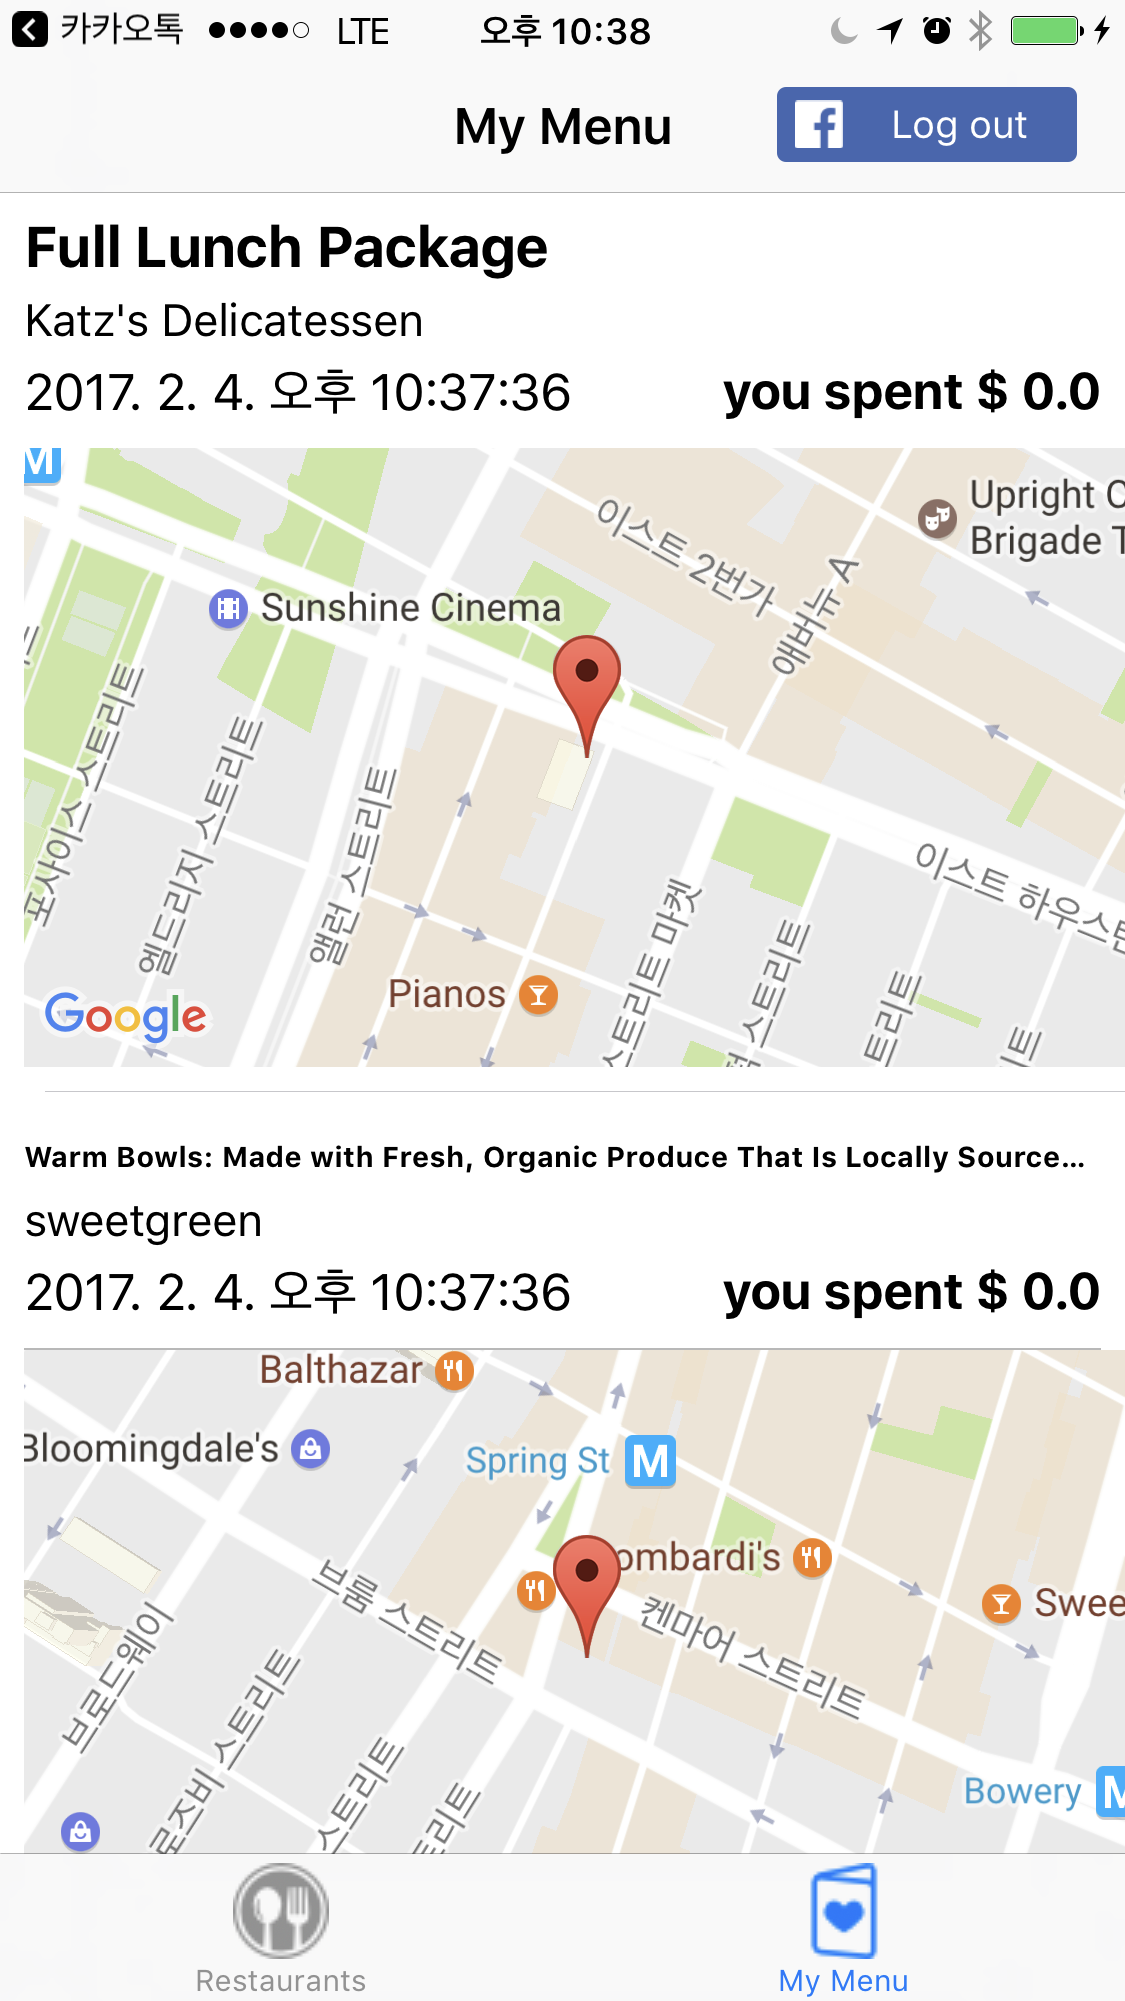 카카오톡 LTE 오후 10:38
My Menu
Log out
Full Lunch Package
Katz's Delicatessen
2017. 2. 4. 오후 10:37:36 you spent $ 0.0
M
Upright C
Brigade T
이스트 2번가
애비뉴 A
Sunshine Cinema
포사이스 스트리트
엘드리지 스트리트
앨런 스트리트
이스트 하우스턴
스트리트 마켓
스트리트
트리트
트
Pianos
Google
Warm Bowls: Made with Fresh, Organic Produce That Is Locally Source...
sweetgreen
2017. 2. 4. 오후 10:37:36 you spent $ 0.0
Balthazar
Bloomingdale's
Spring St M
ombardi's
Swee
브룸 스트리트
켄마어 스트리트
브로드웨이
로즈비 스트리트
스트리트
트리트
Bowery M
Restaurants
My Menu